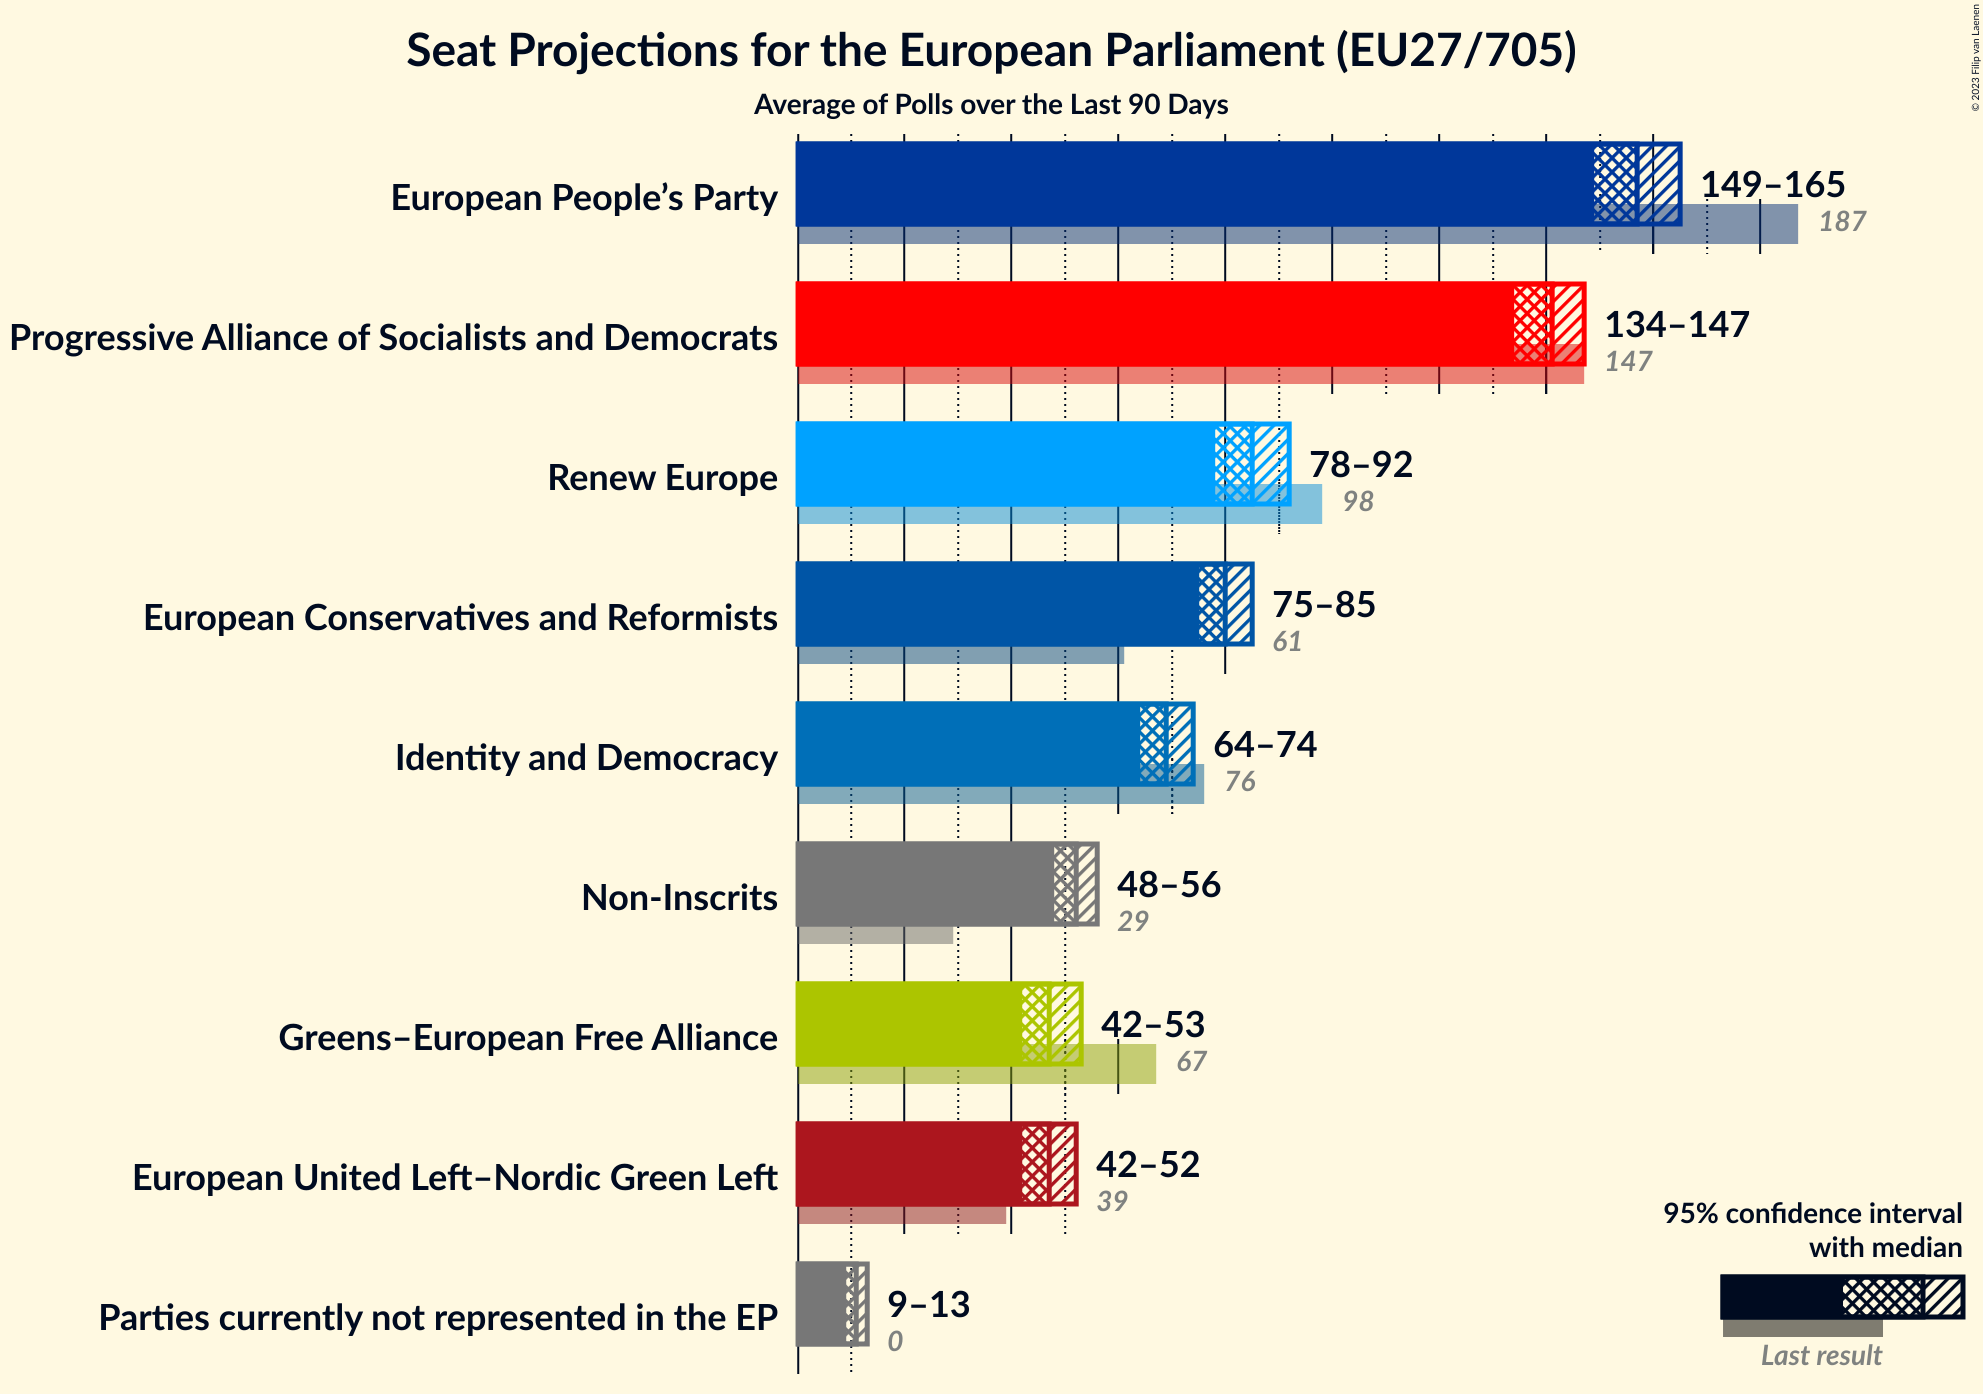 Seat Projections for the European Parliament (EU27/705)
Average of Polls over the Last 90 Days
© 2023 Filip van Laenen
European People’s Party
149–165
187
Progressive Alliance of Socialists and Democrats
134–147
147
Renew Europe
78–92
98
European Conservatives and Reformists
75–85
61
Identity and Democracy
64–74
76
Non-Inscrits
48–56
29
Greens–European Free Alliance
42–53
67
European United Left–Nordic Green Left
42–52
39
Parties currently not represented in the EP
9–13
0
95% confidence interval
with median
Last result